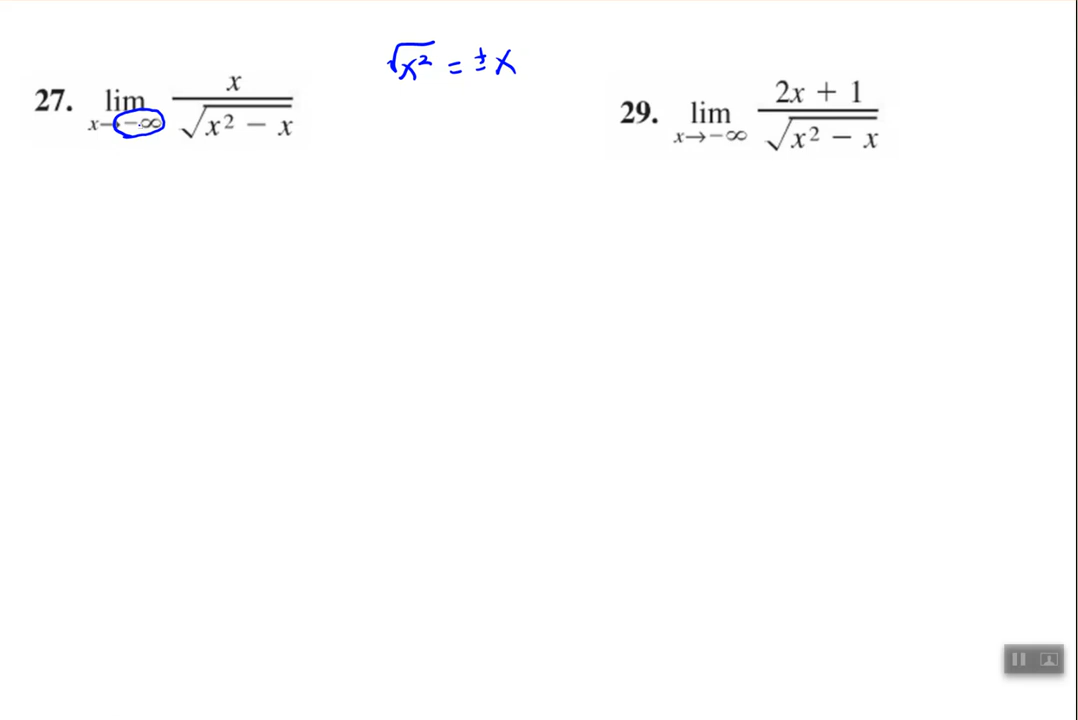 √x² = ±x
27. lim x→−∞ x / √(x² − x)
29. lim x→−∞ (2x + 1) / √(x² − x)